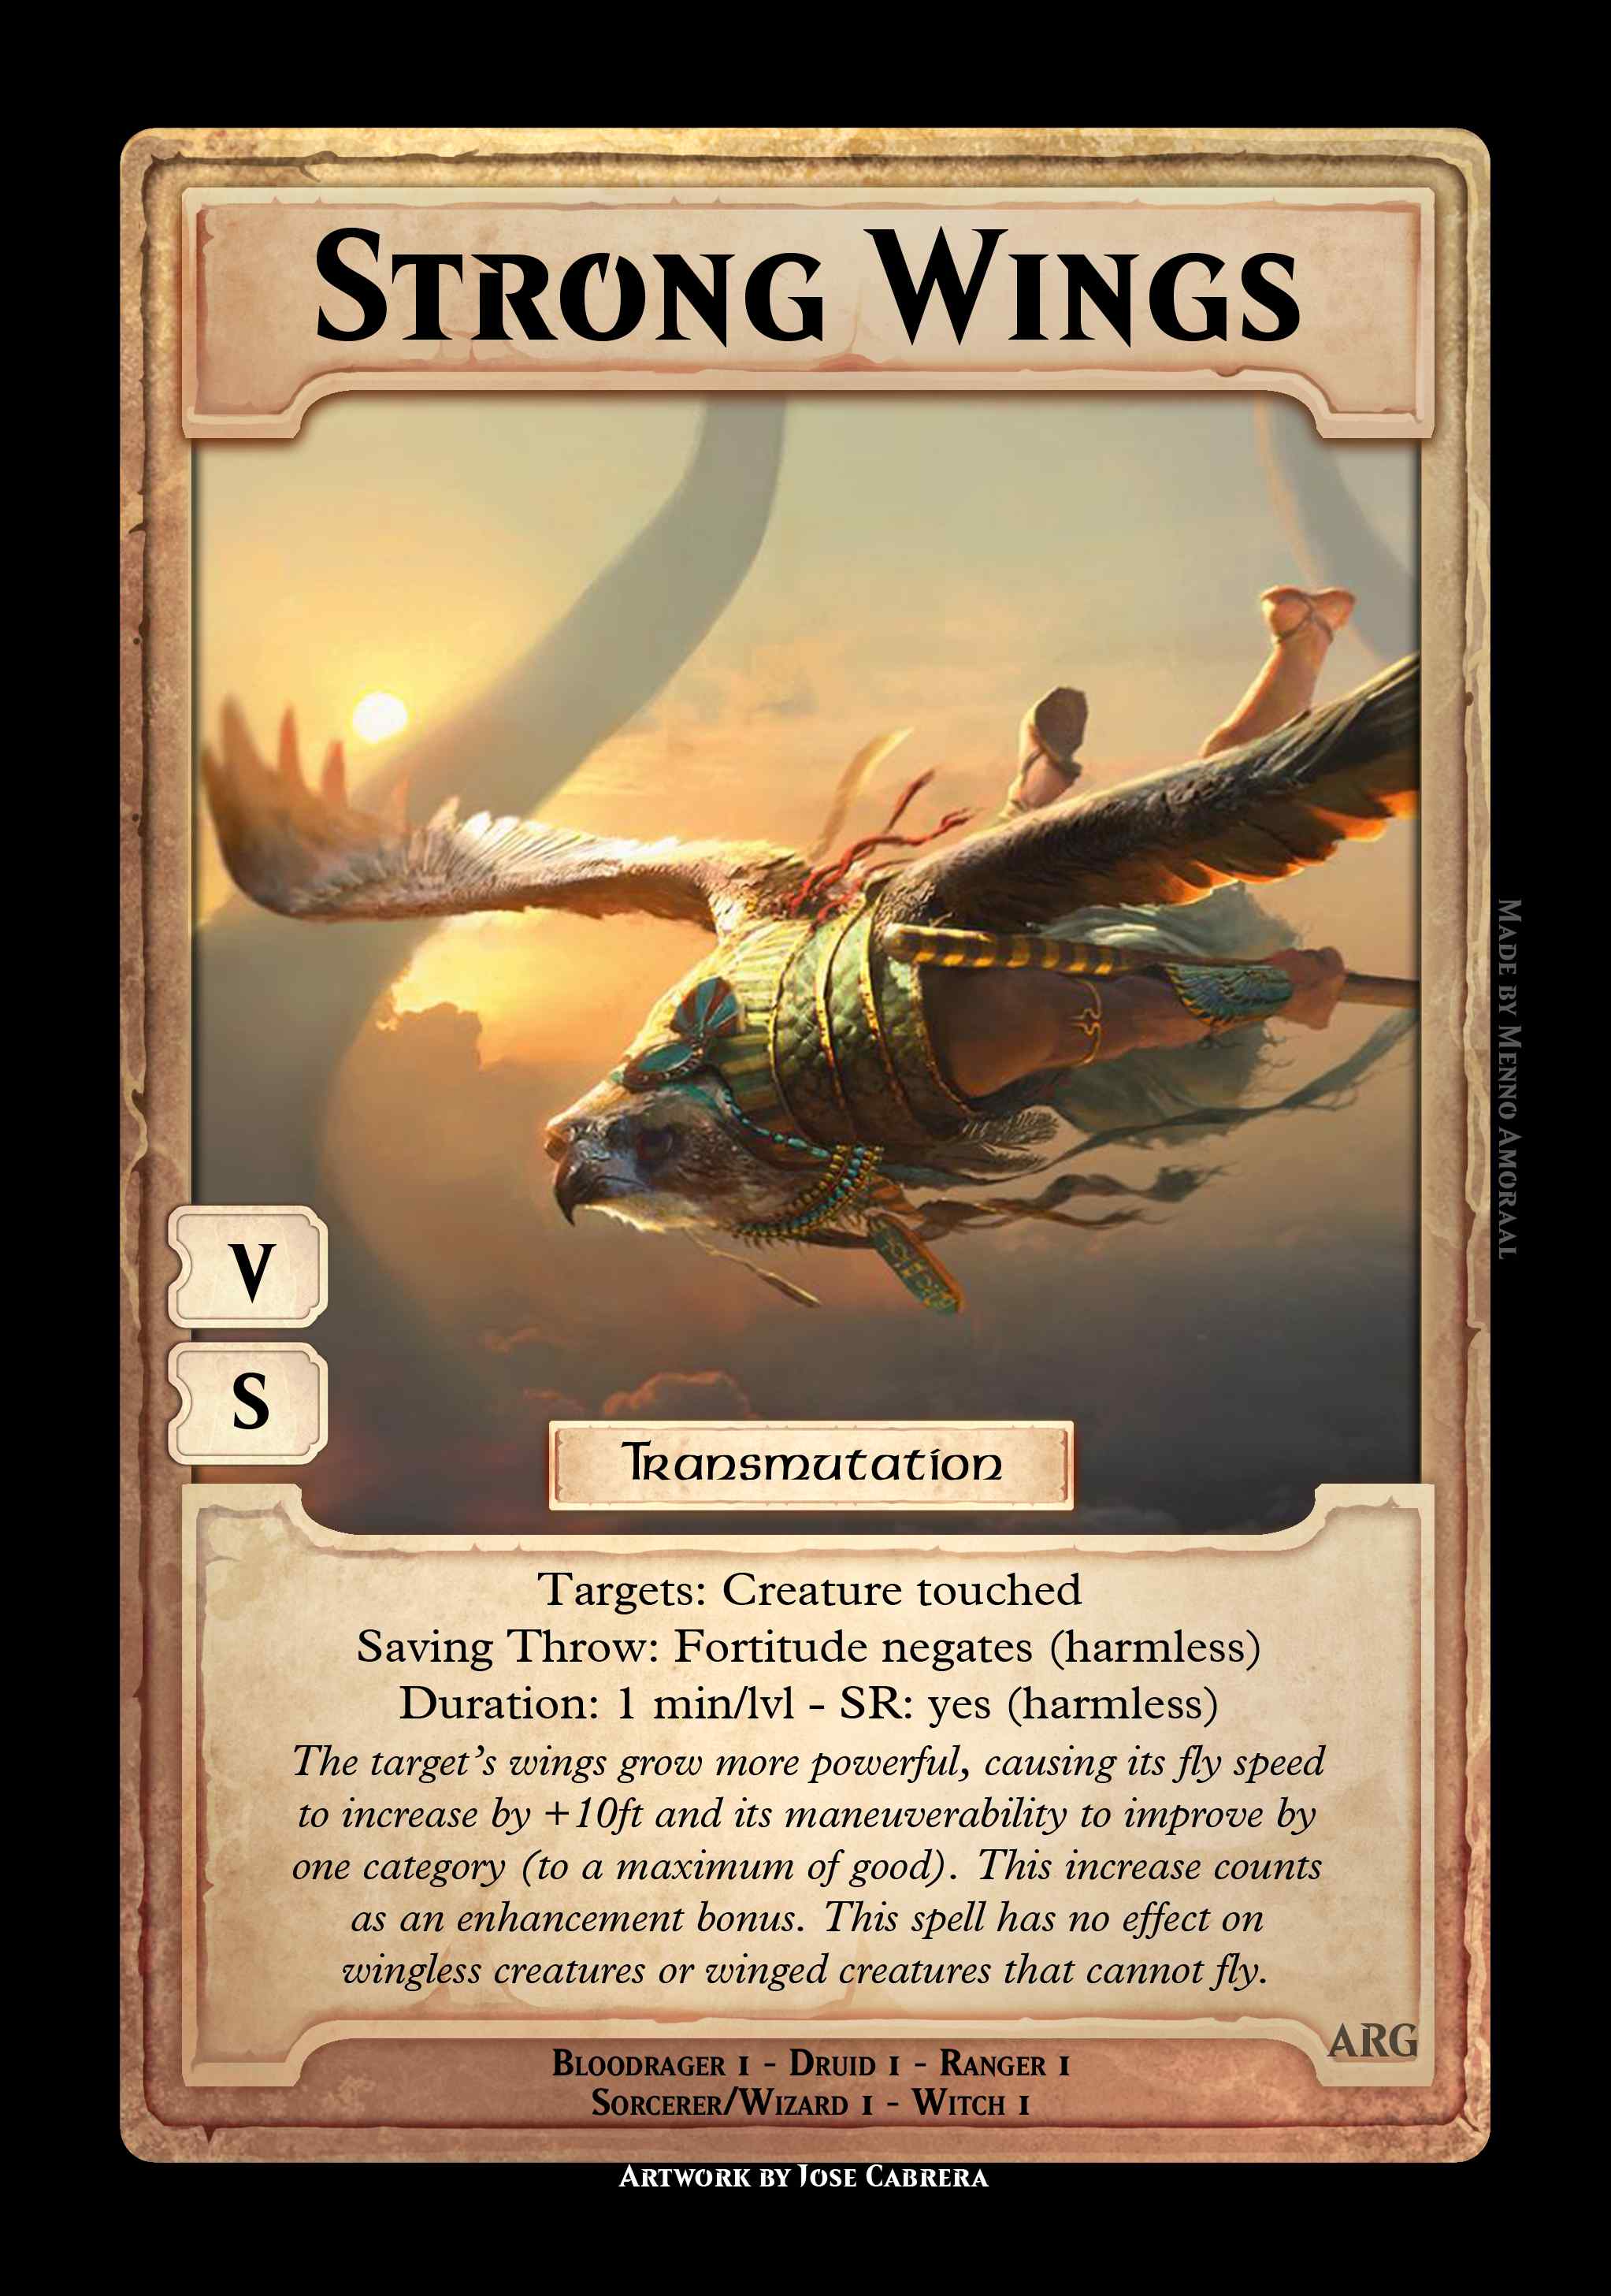 Strong Wings
V
S
Transmutation
Targets: Creature touched
Saving Throw: Fortitude negates (harmless)
Duration: 1 min/lvl - SR: yes (harmless)
The target's wings grow more powerful, causing its fly speed
to increase by +10ft and its maneuverability to improve by
one category (to a maximum of good). This increase counts
as an enhancement bonus. This spell has no effect on
wingless creatures or winged creatures that cannot fly.
ARG
Bloodrager 1 - Druid 1 - Ranger 1
Sorcerer/Wizard 1 - Witch 1
Artwork by Jose Cabrera
Made by Menno Amoraal